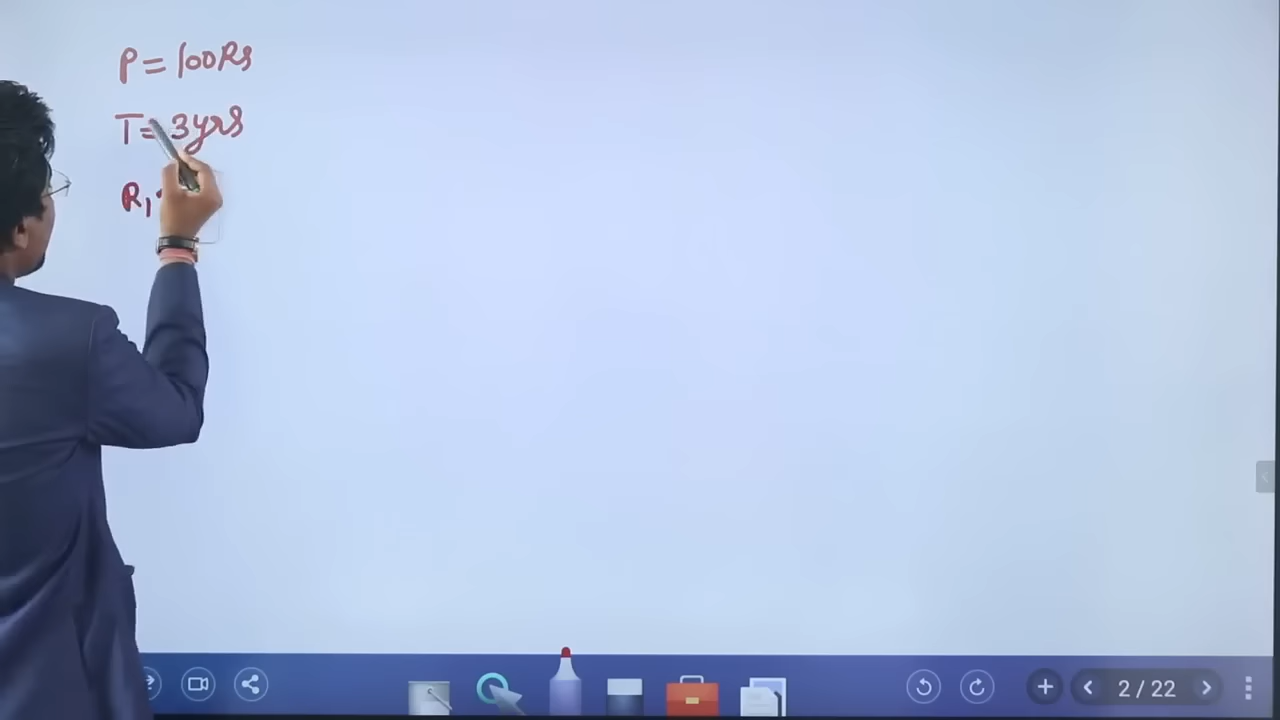 P = 100Rs
T = 3yrs
R₁
2 / 22